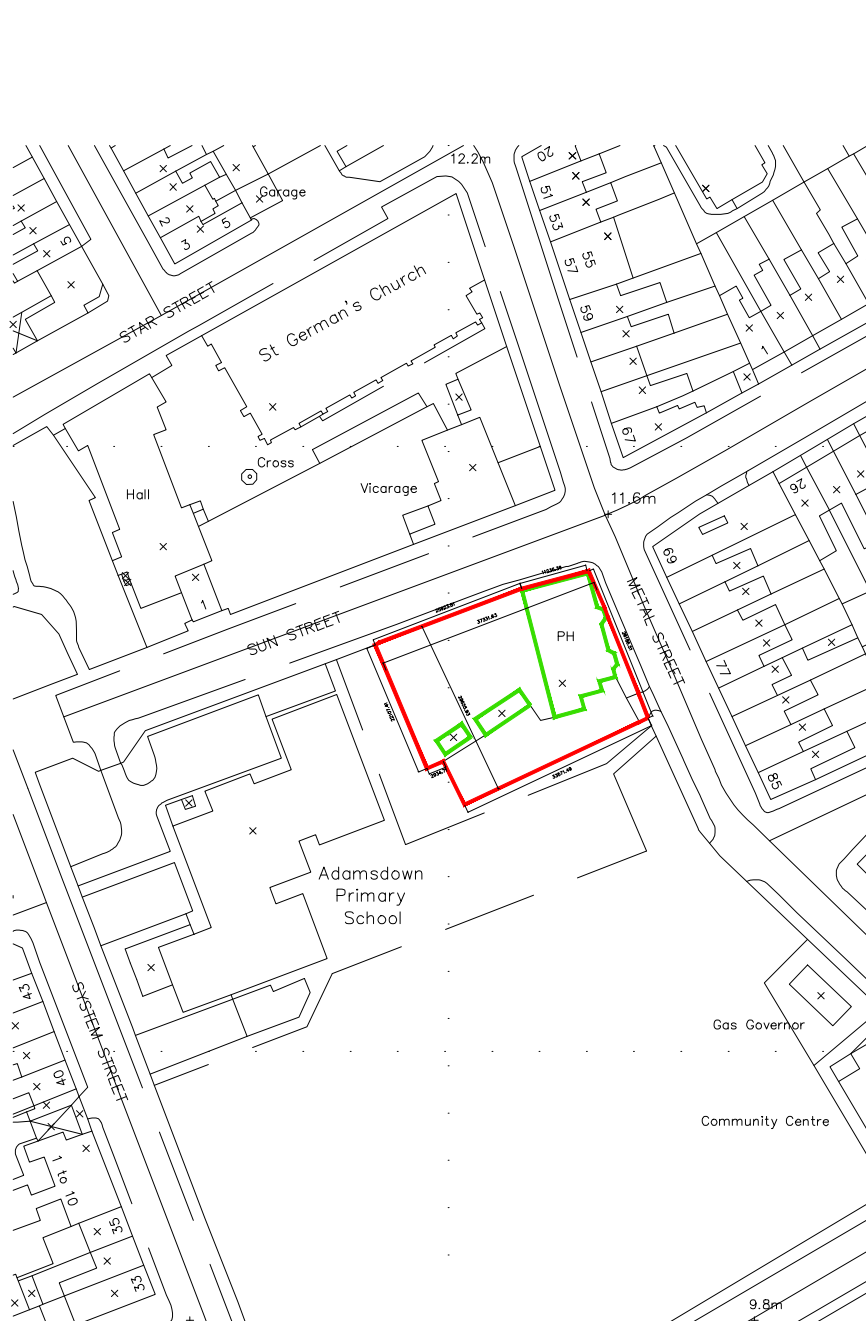 12.2m
20
Garage
51
2
5
53
3
5
55
57
STAR STREET
St German's Church
59
1
67
Cross
26
Hall
Vicarage
11.6m
69
1
SUN STREET
METAL STREET
PH
77
85
Adamsdown
Primary
School
43
SYSTEM STREET
Gas Governor
40
Community Centre
1 to 10
35
33
9.8m